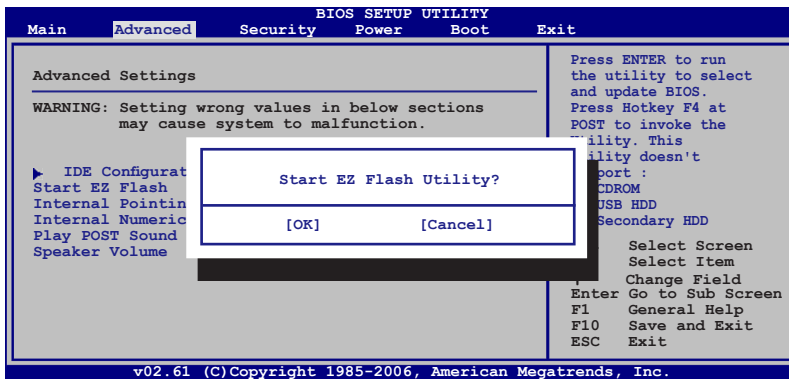 BIOS SETUP UTILITY
Main Advanced Security Power Boot Exit
Advanced Settings
WARNING: Setting wrong values in below sections
may cause system to malfunction.
IDE Configurat
Start EZ Flash
Internal Pointin
Internal Numeric
Play POST Sound
Speaker Volume
Start EZ Flash Utility?
[OK] [Cancel]
Press ENTER to run
the utility to select
and update BIOS.
Press Hotkey F4 at
POST to invoke the
Utility. This
utility doesn't
port :
CDROM
USB HDD
Secondary HDD
Select Screen
Select Item
Change Field
Enter Go to Sub Screen
F1 General Help
F10 Save and Exit
ESC Exit
v02.61 (C)Copyright 1985-2006, American Megatrends, Inc.